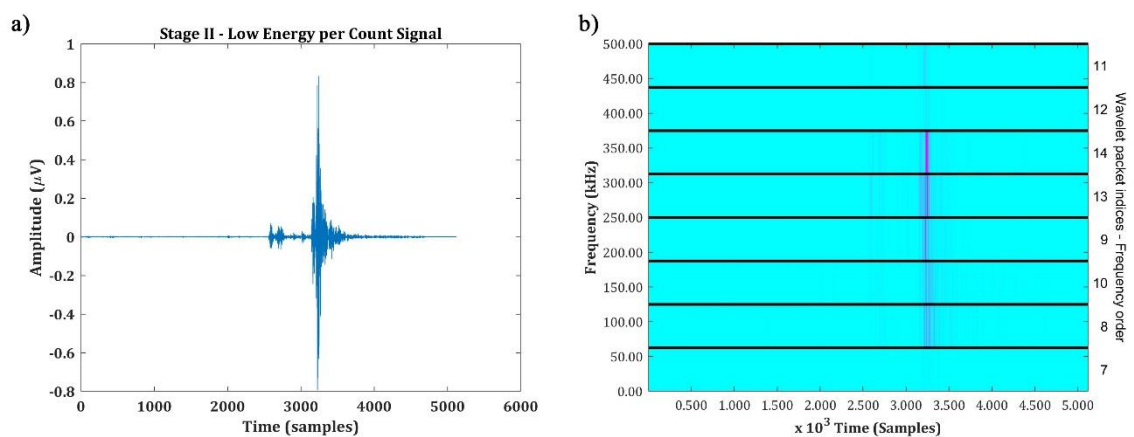 a)
Stage II - Low Energy per Count Signal
1
0.8
0.6
0.4
0.2
0
-0.2
-0.4
-0.6
-0.8
Amplitude (μV)
0 1000 2000 3000 4000 5000 6000
Time (samples)
b)
500.00
450.00
400.00
350.00
300.00
250.00
200.00
150.00
100.00
50.00
0.00
Frequency (kHz)
0.500 1.000 1.500 2.000 2.500 3.000 3.500 4.000 4.500 5.000
x 10³ Time (Samples)
11
12
14
13
9
10
8
7
Wavelet packet indices - Frequency order